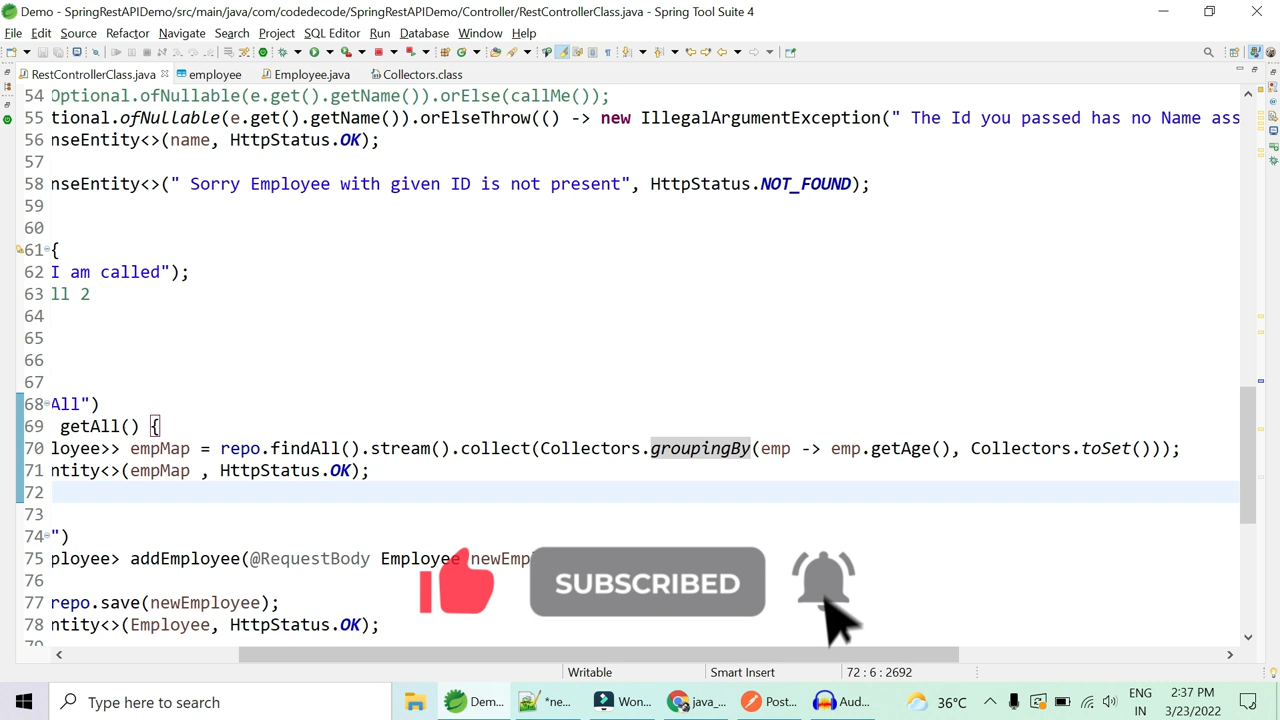 Demo - SpringRestAPIDemo/src/main/java/com/codedecode/SpringRestAPIDemo/Controller/RestControllerClass.java - Spring Tool Suite 4
File Edit Source Refactor Navigate Search Project SQL Editor Run Database Window Help
RestControllerClass.java employee Employee.java Collectors.class
54 Optional.ofNullable(e.get().getName()).orElse(callMe());
55 tional.ofNullable(e.get().getName()).orElseThrow(() -> new IllegalArgumentException(" The Id you passed has no Name ass
56 nseEntity<>(name, HttpStatus.OK);
57
58 nseEntity<>(" Sorry Employee with given ID is not present", HttpStatus.NOT_FOUND);
59
60
61 {
62 I am called");
63 ll 2
64
65
66
67
68 All")
69 getAll() {
70 loyee>> empMap = repo.findAll().stream().collect(Collectors.groupingBy(emp -> emp.getAge(), Collectors.toSet()));
71 ntity<>(empMap , HttpStatus.OK);
72
73
74 ")
75 ployee> addEmployee(@RequestBody Employee newEmp
76
77 repo.save(newEmployee);
78 ntity<>(Employee, HttpStatus.OK);
SUBSCRIBED
Writable Smart Insert 72 : 6 : 2692
Type here to search Dem... *ne... Won... java_... Post... Aud... 36°C ENG IN 2:37 PM 3/23/2022